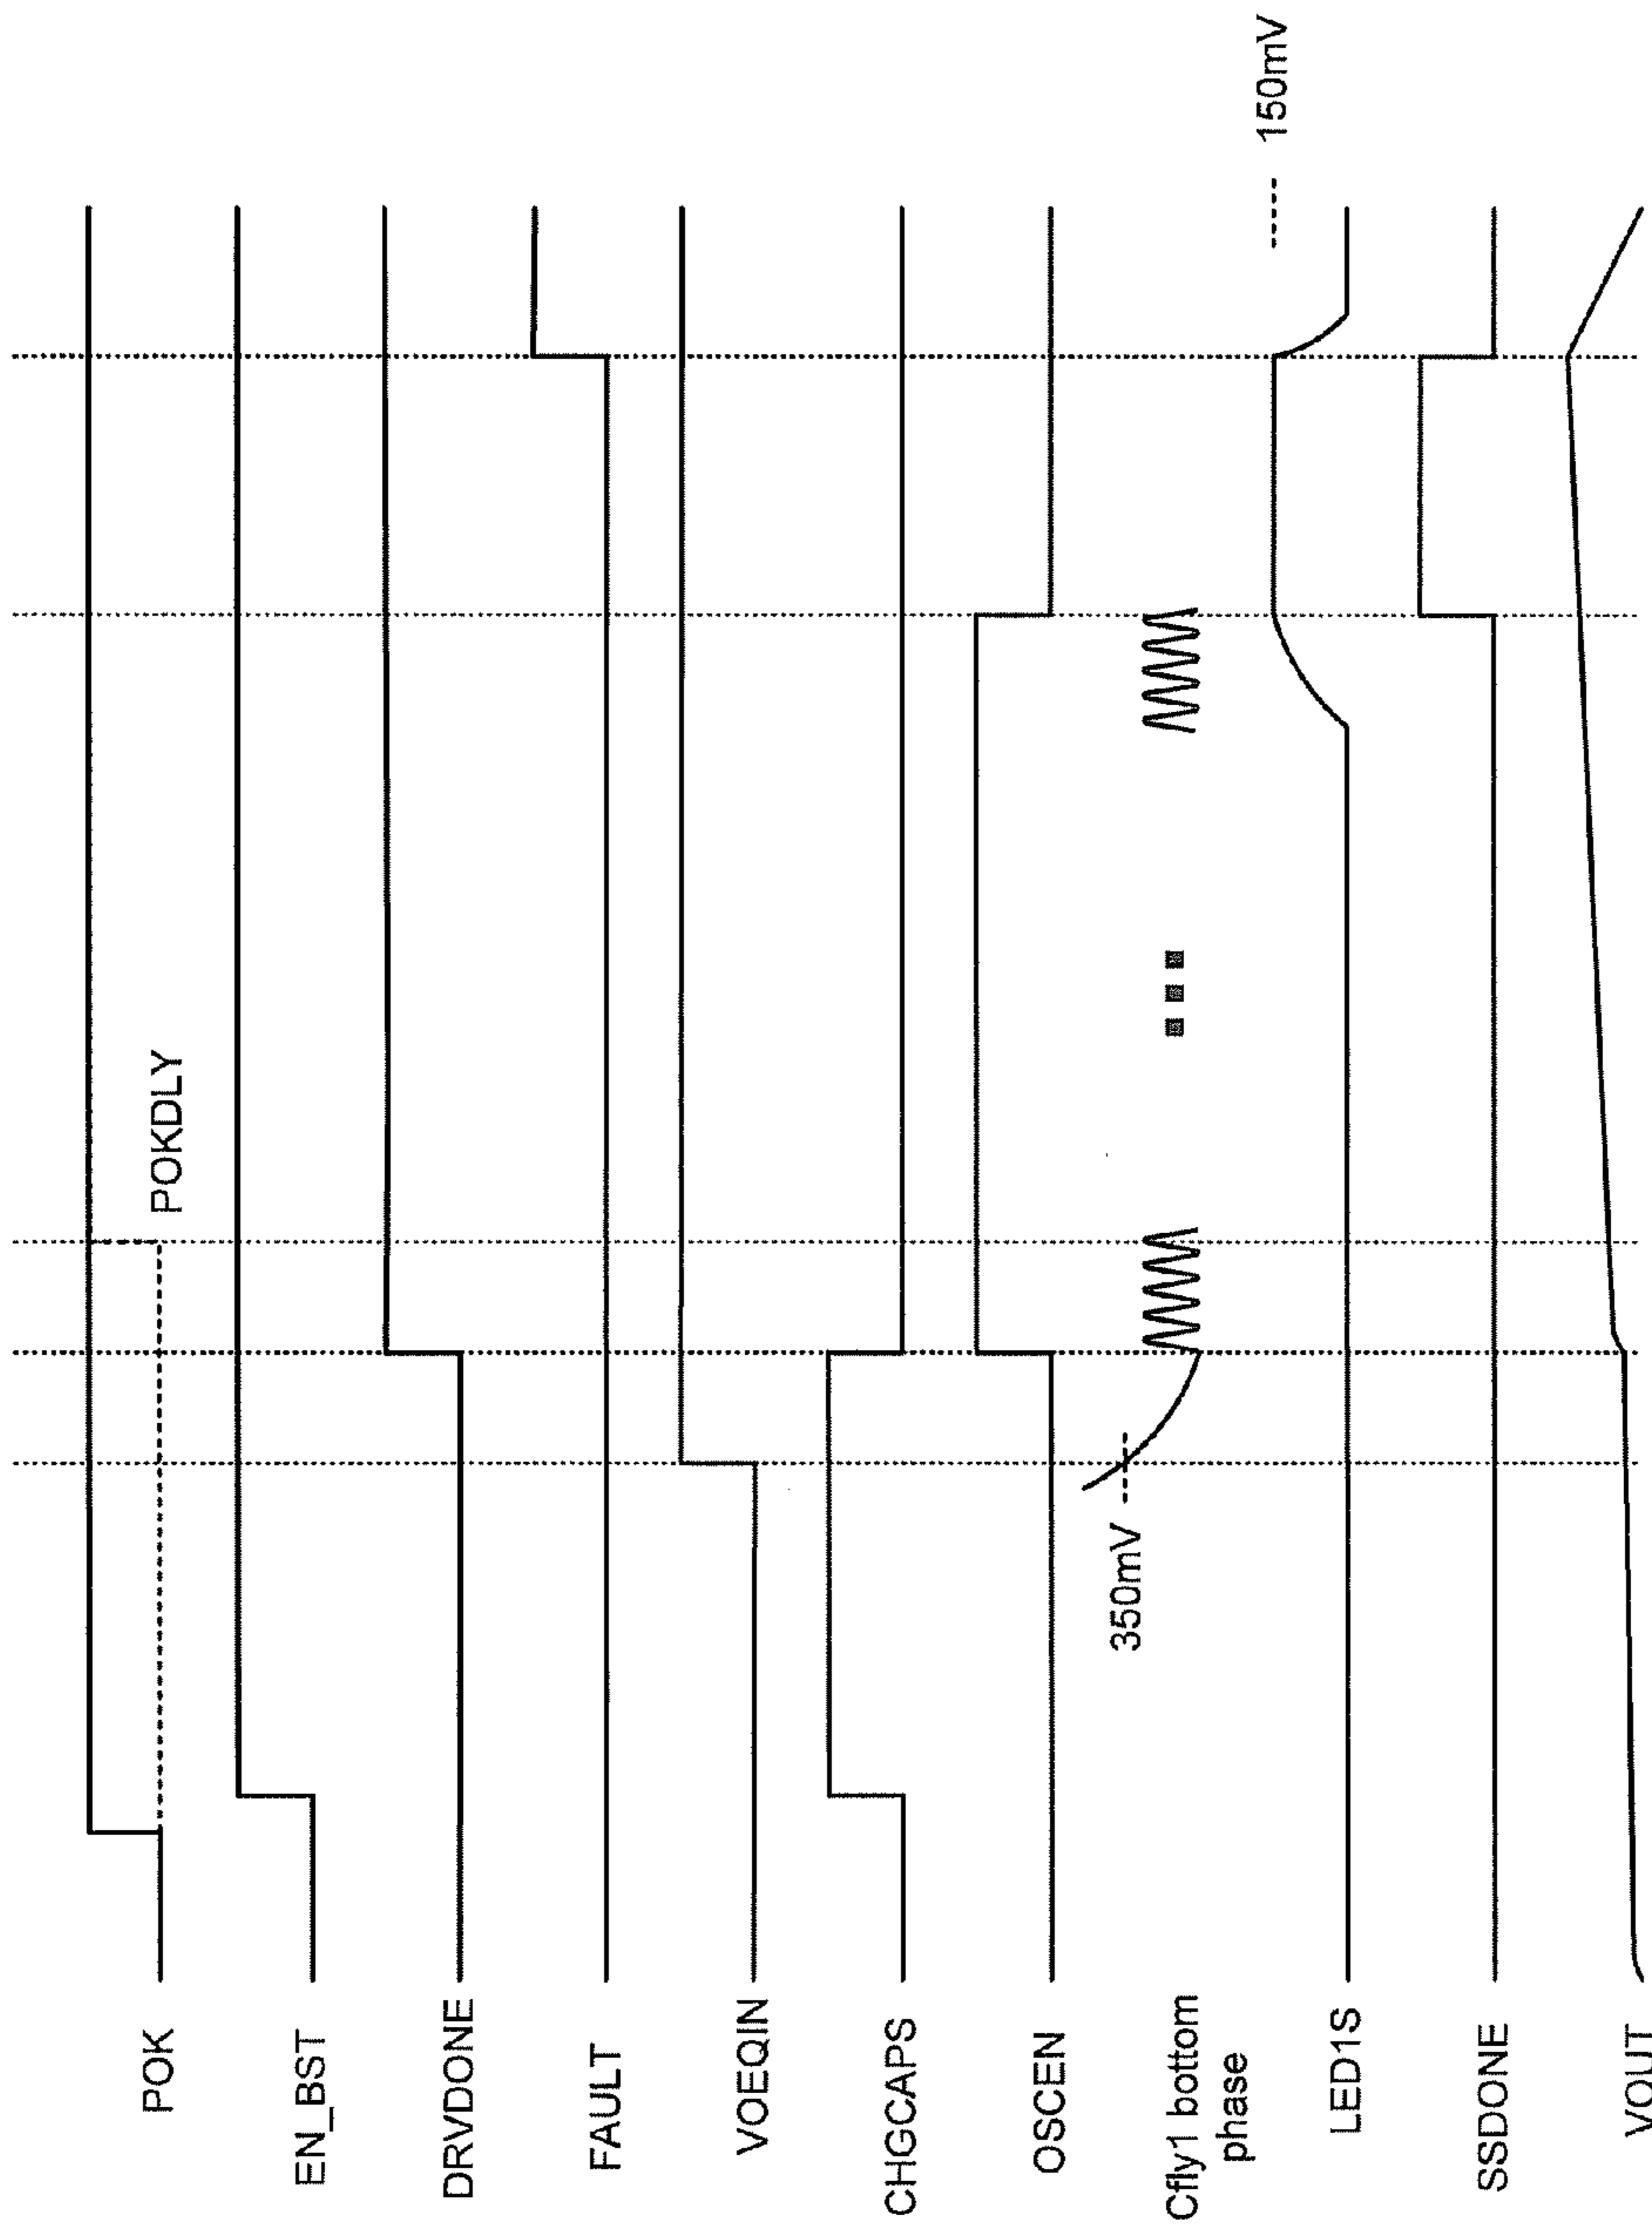 POK
POKDLY
EN_BST
DRVDONE
FAULT
VOEQIN
CHGCAPS
OSCEN
350mV
Cfly1 bottom
phase
150mV
LED1S
SSDONE
VOUT